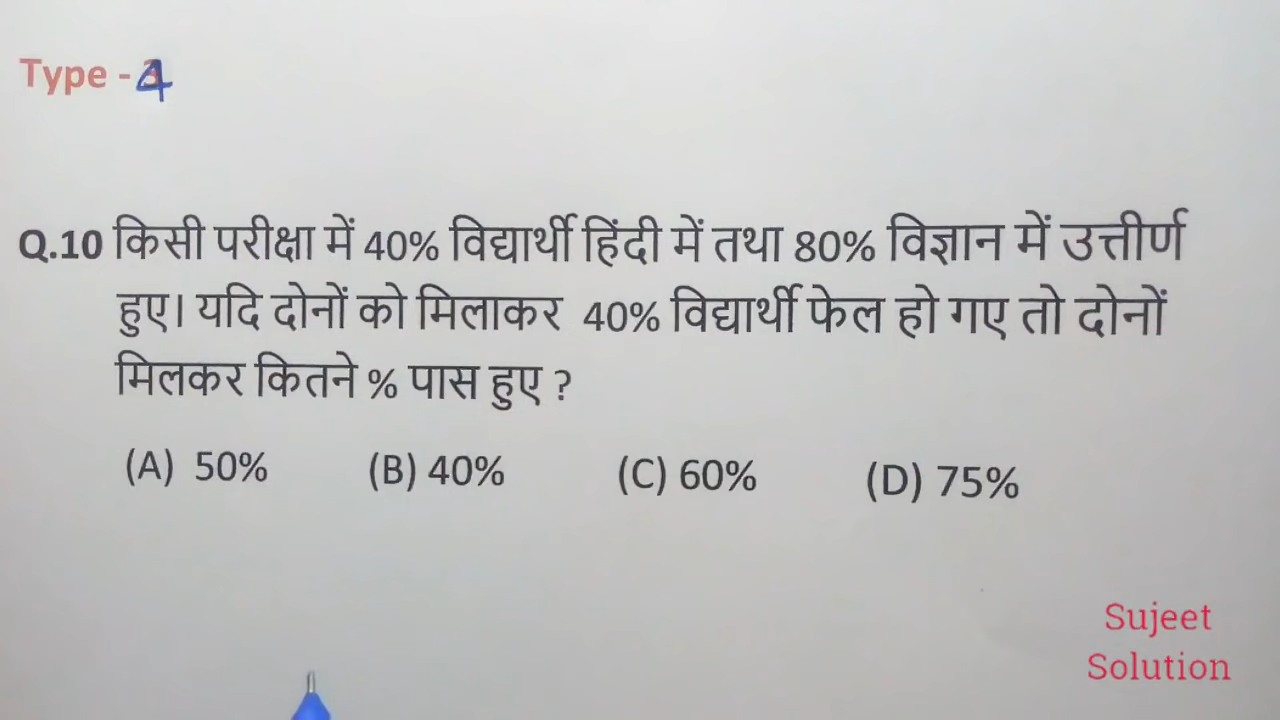 Type - 4
Q.10 किसी परीक्षा में 40% विद्यार्थी हिंदी में तथा 80% विज्ञान में उत्तीर्ण
हुए। यदि दोनों को मिलाकर 40% विद्यार्थी फेल हो गए तो दोनों
मिलकर कितने % पास हुए ?
(A) 50% (B) 40% (C) 60% (D) 75%
Sujeet
Solution